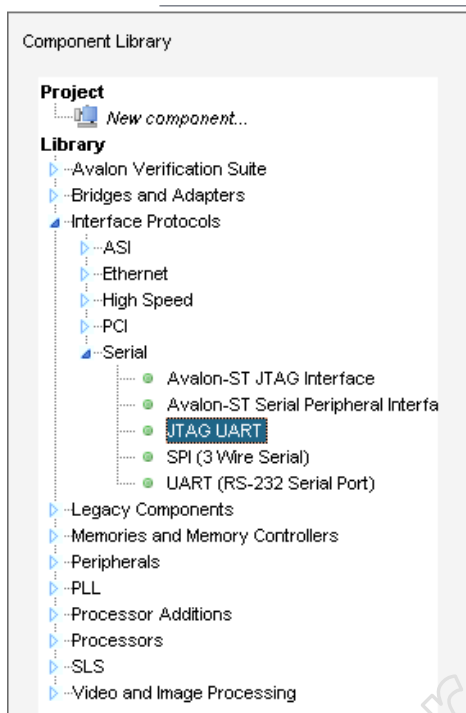 Component Library
Project
New component...
Library
Avalon Verification Suite
Bridges and Adapters
Interface Protocols
ASI
Ethernet
High Speed
PCI
Serial
Avalon-ST JTAG Interface
Avalon-ST Serial Peripheral Interfa
JTAG UART
SPI (3 Wire Serial)
UART (RS-232 Serial Port)
Legacy Components
Memories and Memory Controllers
Peripherals
PLL
Processor Additions
Processors
SLS
Video and Image Processing